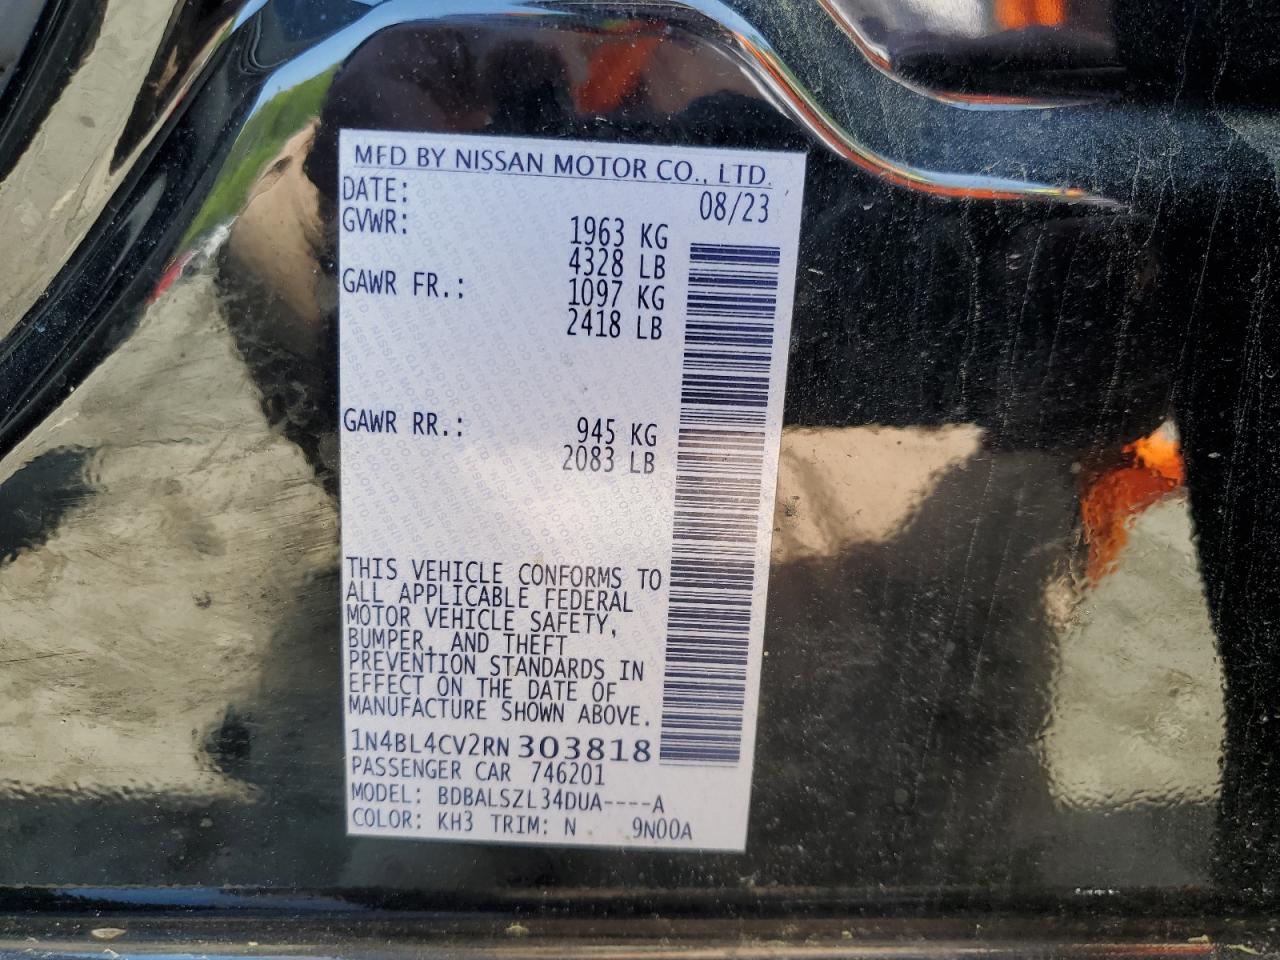 MFD BY NISSAN MOTOR CO., LTD.
DATE: 08/23
GVWR: 1963 KG
4328 LB
GAWR FR.: 1097 KG
2418 LB
GAWR RR.: 945 KG
2083 LB
THIS VEHICLE CONFORMS TO
ALL APPLICABLE FEDERAL
MOTOR VEHICLE SAFETY,
BUMPER, AND THEFT
PREVENTION STANDARDS IN
EFFECT ON THE DATE OF
MANUFACTURE SHOWN ABOVE.
1N4BL4CV2RN303818
PASSENGER CAR 746201
MODEL: BDBALSZL34DUA----A
COLOR: KH3 TRIM: N 9N00A